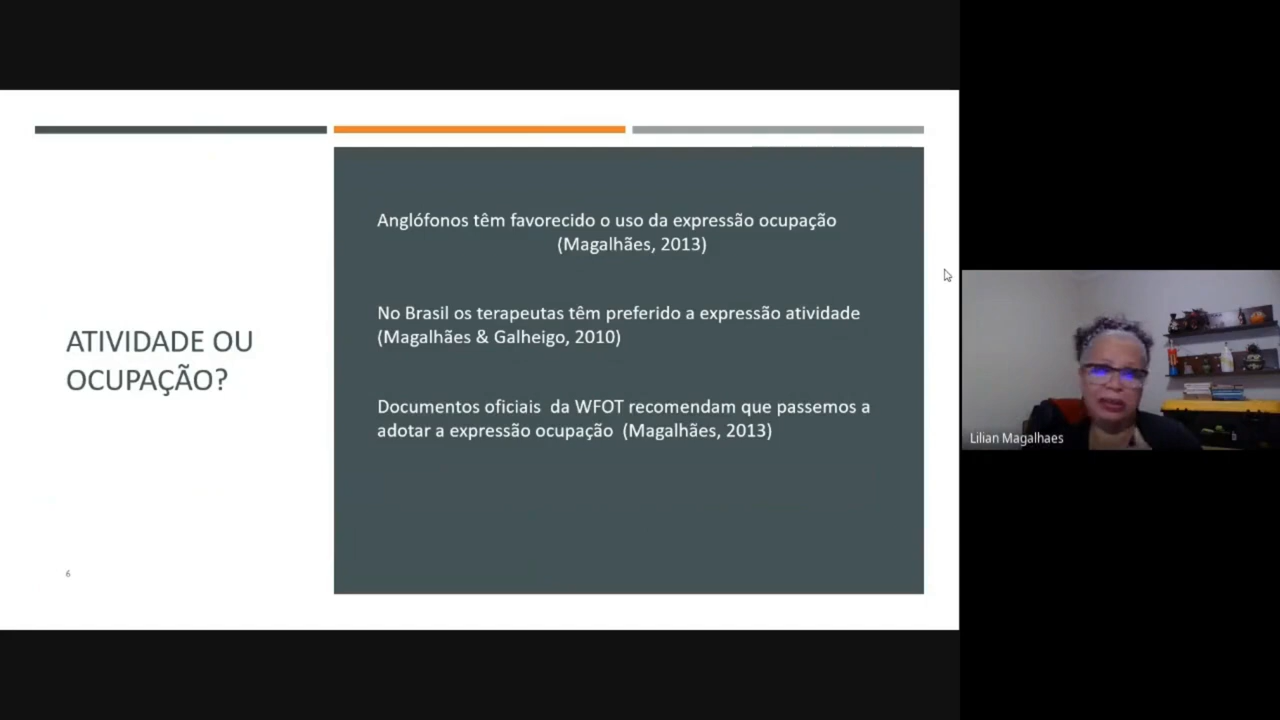 ATIVIDADE OU
OCUPAÇÃO?
Anglófonos têm favorecido o uso da expressão ocupação
(Magalhães, 2013)
No Brasil os terapeutas têm preferido a expressão atividade
(Magalhães & Galheigo, 2010)
Documentos oficiais da WFOT recomendam que passemos a
adotar a expressão ocupação (Magalhães, 2013)
6
Lilian Magalhaes